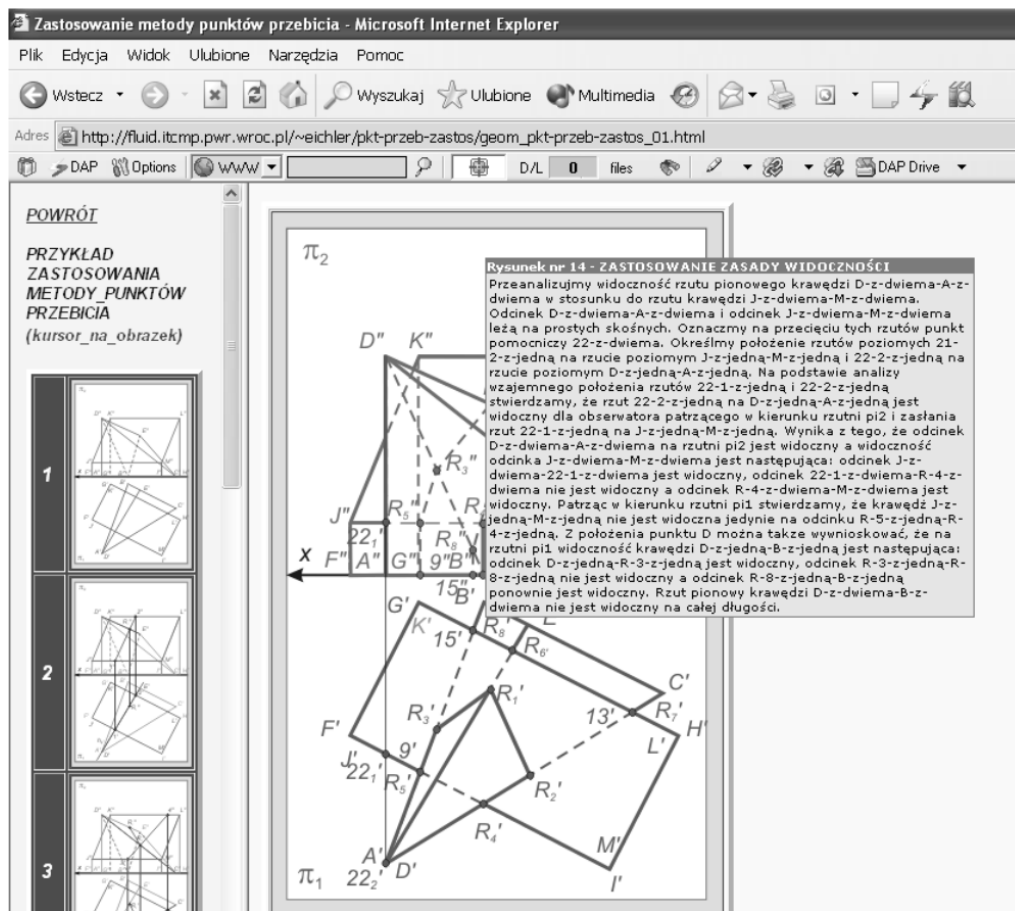 Zastosowanie metody punktów przebicia - Microsoft Internet Explorer
Plik Edycja Widok Ulubione Narzędzia Pomoc
Wstecz Wyszukaj Ulubione Multimedia
Adres http://fluid.itcmp.pwr.wroc.pl/~eichler/pkt-przeb-zastos/geom_pkt-przeb-zastos_01.html
DAP Options WWW D/L 0 files DAP Drive
POWRÓT
PRZYKŁAD
ZASTOSOWANIA
METODY_PUNKTÓW
PRZEBICIA
(kursor_na_obrazek)
1
2
3
π2
Rysunek nr 14 - ZASTOSOWANIE ZASADY WIDOCZNOŚCI
Przeanalizujmy widoczność rzutu pionowego krawędzi D-z-dwiema-A-z-
dwiema w stosunku do rzutu krawędzi J-z-dwiema-M-z-dwiema.
Odcinek D-z-dwiema-A-z-dwiema i odcinek J-z-dwiema-M-z-dwiema
leżą na prostych skośnych. Oznaczmy na przecięciu tych rzutów punkt
pomocniczy 22-z-dwiema. Określmy położenie rzutów poziomych 21-
2-z-jedną na rzucie poziomym J-z-jedną-M-z-jedną i 22-2-z-jedną na
rzucie poziomym D-z-jedną-A-z-jedną. Na podstawie analizy
wzajemnego położenia rzutów 22-1-z-jedną i 22-2-z-jedną
stwierdzamy, że rzut 22-2-z-jedną na D-z-jedną-A-z-jedną jest
widoczny dla obserwatora patrzącego w kierunku rzutni pi2 i zasłania
rzut 22-1-z-jedną na J-z-jedną-M-z-jedną. Wynika z tego, że odcinek
D-z-dwiema-A-z-dwiema na rzutni pi2 jest widoczny a widoczność
odcinka J-z-dwiema-M-z-dwiema jest następująca: odcinek J-z-
dwiema-22-1-z-dwiema jest widoczny, odcinek 22-1-z-dwiema-R-4-z-
dwiema nie jest widoczny a odcinek R-4-z-dwiema-M-z-dwiema jest
widoczny. Patrząc w kierunku rzutni pi1 stwierdzamy, że krawędź J-z-
jedną-M-z-jedną nie jest widoczna jedynie na odcinku R-5-z-jedną-R-
4-z-jedną. Z położenia punktu D można takze wywnioskować, że na
rzutni pi1 widoczność krawędzi D-z-jedną-B-z-jedną jest następująca:
odcinek D-z-jedną-R-3-z-jedną jest widoczny, odcinek R-3-z-jedną-R-
8-z-jedną nie jest widoczny a odcinek R-8-z-jedną-B-z-jedną
ponownie jest widoczny. Rzut pionowy krawędzi D-z-dwiema-B-z-
dwiema nie jest widoczny na całej długości.
D" K"
R3"
J" R5"
221' R8"
x F" A" G" 9" B"
15"
G' B'
K' 15' R8'
R6'
C'
R1'
13' R7'
R3'
F' H'
L'
J' 9'
221' R5'
R2'
R4'
M'
A'
D'
π1 222' I'